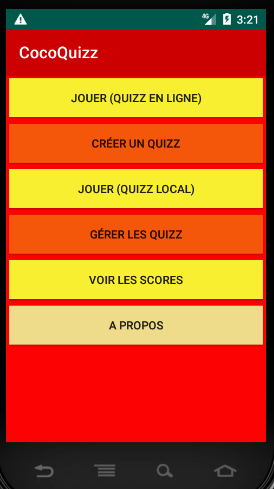 4G 3:21
CocoQuizz
JOUER (QUIZZ EN LIGNE)
CRÉER UN QUIZZ
JOUER (QUIZZ LOCAL)
GÉRER LES QUIZZ
VOIR LES SCORES
A PROPOS